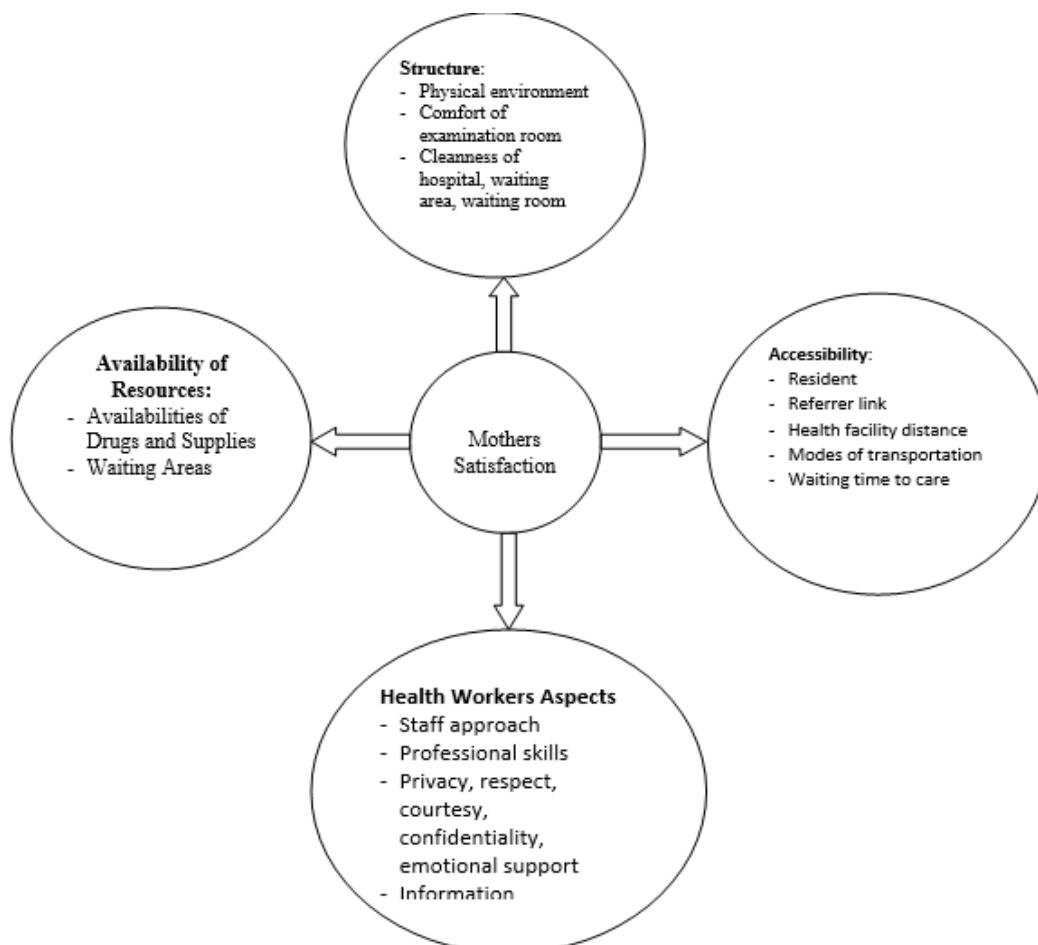 Structure:
- Physical environment
- Comfort of
examination room
- Cleanness of
hospital, waiting
area, waiting room
Availability of
Resources:
- Availabilities of
Drugs and Supplies
- Waiting Areas
Mothers
Satisfaction
Accessibility:
- Resident
- Referrer link
- Health facility distance
- Modes of transportation
- Waiting time to care
Health Workers Aspects
- Staff approach
- Professional skills
- Privacy, respect,
courtesy,
confidentiality,
emotional support
- Information